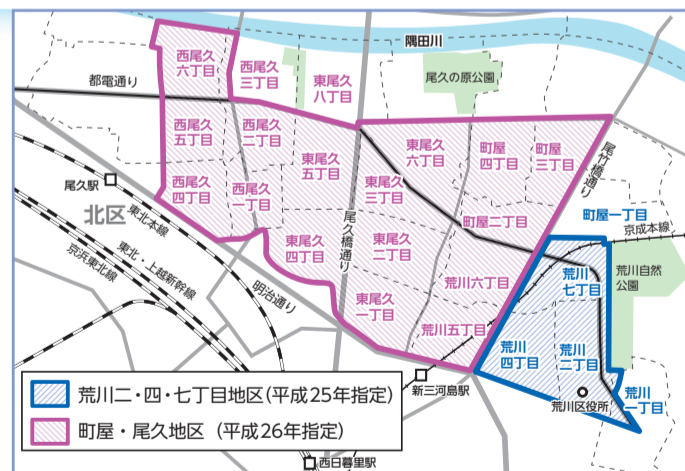 隅田川
西尾久
六丁目
西尾久
三丁目
東尾久
八丁目
尾久の原公園
都電通り
西尾久
五丁目
西尾久
二丁目
東尾久
五丁目
東尾久
六丁目
町屋
四丁目
町屋
三丁目
尾竹橋通り
尾久駅
西尾久
四丁目
西尾久
一丁目
東尾久
三丁目
町屋二丁目
町屋一丁目
京成本線
北区
東北本線
東北・上越新幹線
京浜東北線
明治通り
尾久橋通り
東尾久
四丁目
東尾久
二丁目
荒川六丁目
荒川
七丁目
荒川自然
公園
東尾久
一丁目
荒川五丁目
荒川
四丁目
荒川
二丁目
荒川
一丁目
新三河島駅
荒川区役所
荒川二・四・七丁目地区(平成25年指定)
町屋・尾久地区（平成26年指定）
西日暮里駅